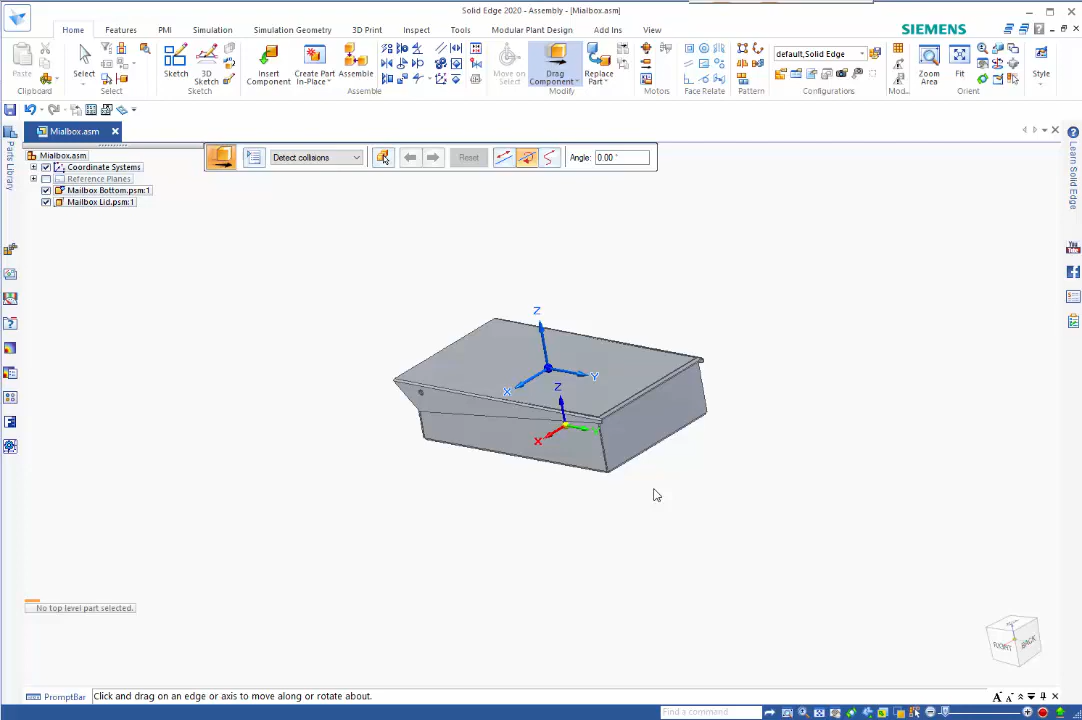 Solid Edge 2020 - Assembly - [Mialbox.asm]
Home Features PMI Simulation Simulation Geometry 3D Print Inspect Tools Modular Plant Design Add Ins View SIEMENS
Paste Select Sketch 3D Sketch Insert Component Create Part In-Place Assemble Move on Select Drag Component Replace Part default,Solid Edge Zoom Area Fit Style
Clipboard Select Sketch Assemble Modify Motors Face Relate Pattern Configurations Mod... Orient
Mialbox.asm
Parts Library
Learn Solid Edge
Mialbox.asm
Coordinate Systems
Reference Planes
Mailbox Bottom.psm:1
Mailbox Lid.psm:1
Detect collisions Reset Angle: 0.00 °
You Tube
Z
X Y
Z
X
RIGHT BACK
No top level part selected.
PromptBar Click and drag on an edge or axis to move along or rotate about.
A A
Find a command